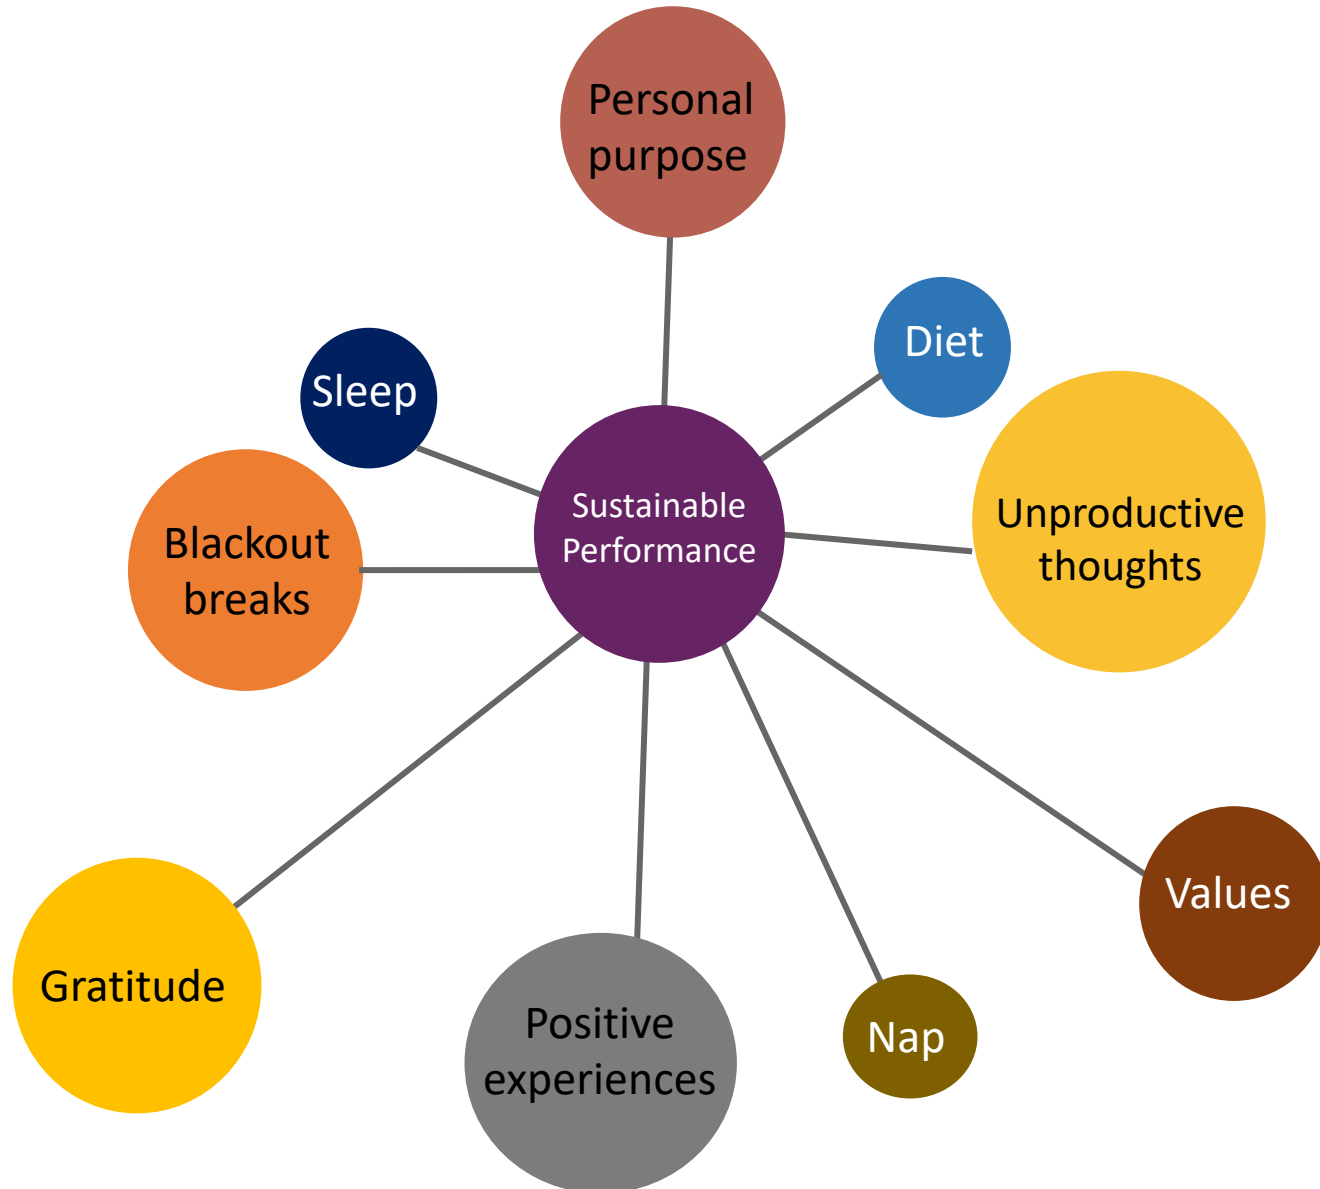 Personal
purpose
Diet
Sleep
Sustainable
Performance
Unproductive
thoughts
Blackout
breaks
Values
Gratitude
Positive
experiences
Nap